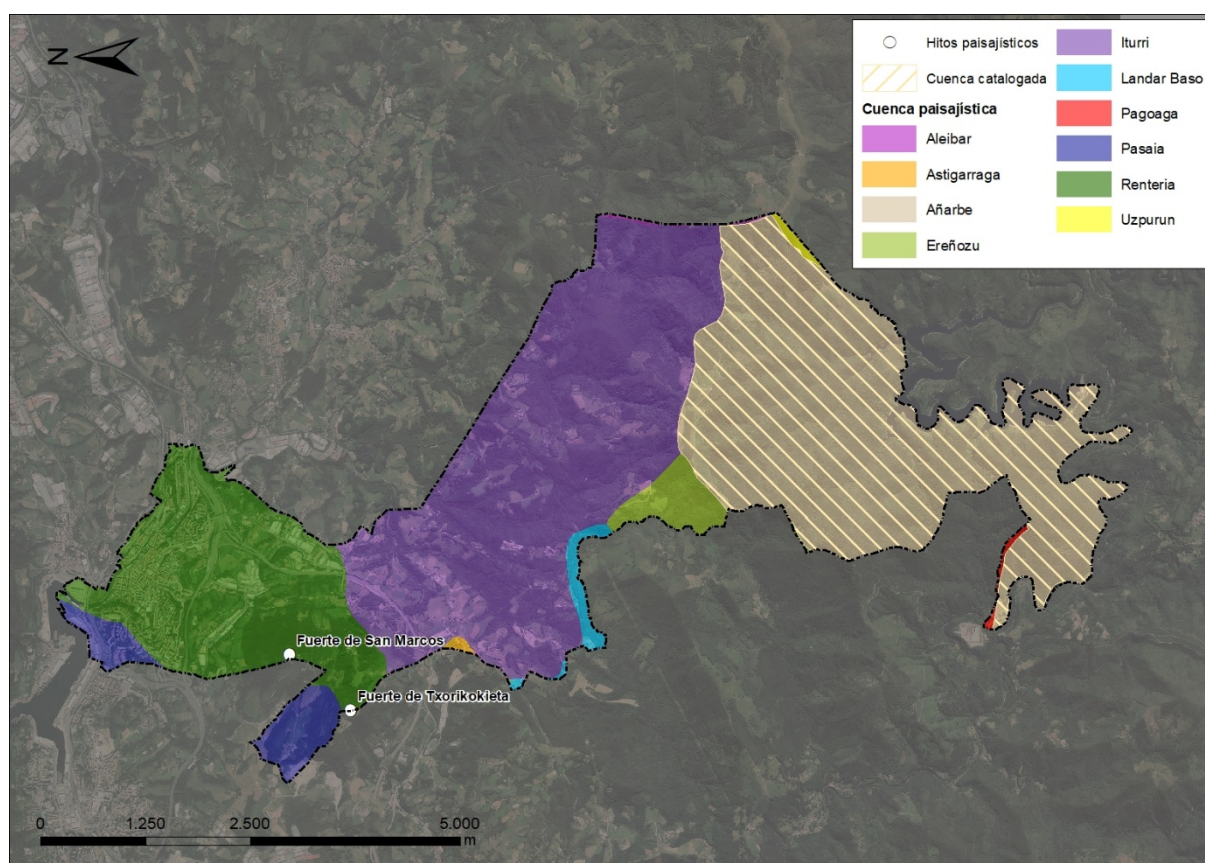 N
Hitos paisajísticos
Cuenca catalogada
Cuenca paisajística
Aleibar
Astigarraga
Añarbe
Ereñozu
Iturri
Landar Baso
Pagoaga
Pasaia
Renteria
Uzpurun
Fuerte de San Marcos
Fuerte de Txorikokieta
0 1.250 2.500 5.000
m